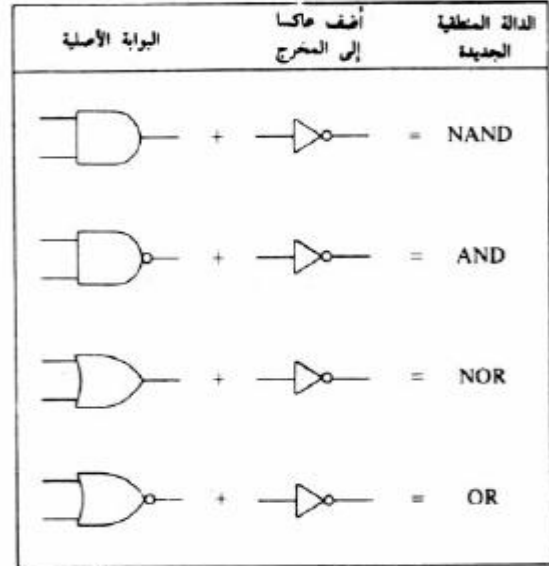 البوابة الأصلية
أضف عاكسا
إلى المخرج
الدالة المنطقية
الجديدة
+ = NAND
+ = AND
+ = NOR
+ = OR